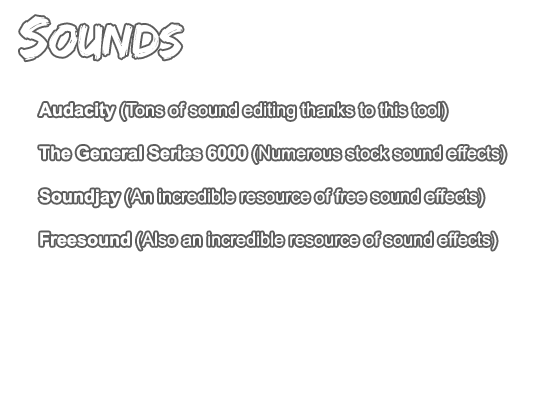 Sounds
Audacity (Tons of sound editing thanks to this tool)
The General Series 6000 (Numerous stock sound effects)
Soundjay (An incredible resource of free sound effects)
Freesound (Also an incredible resource of sound effects)